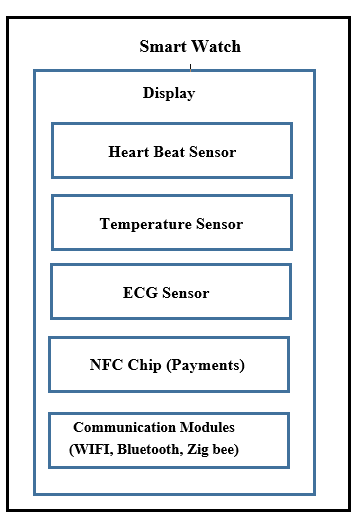 Smart Watch
Display
Heart Beat Sensor
Temperature Sensor
ECG Sensor
NFC Chip (Payments)
Communication Modules
(WIFI, Bluetooth, Zig bee)